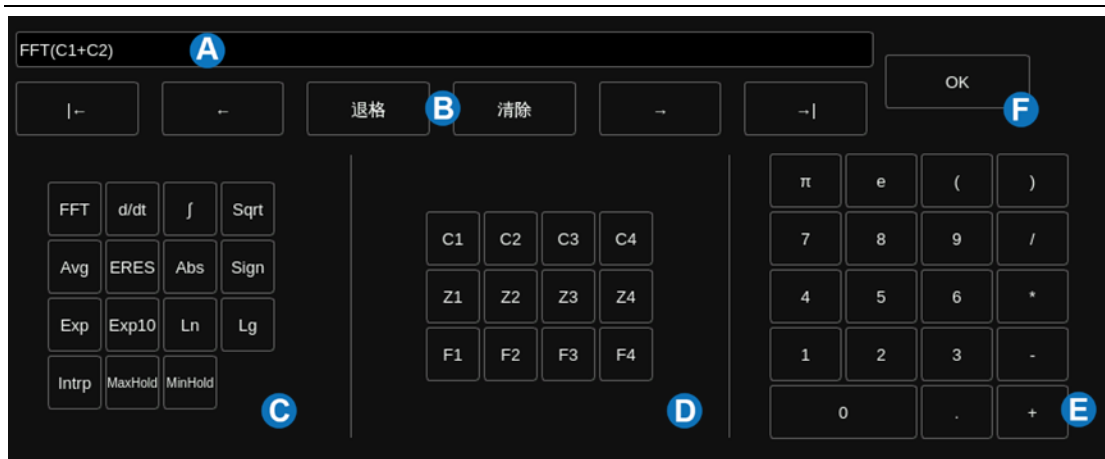 FFT(C1+C2) A
OK
F
|← ← 退格 B 清除 → →|
FFT d/dt ∫ Sqrt
Avg ERES Abs Sign
Exp Exp10 Ln Lg
Intrp MaxHold MinHold
C
C1 C2 C3 C4
Z1 Z2 Z3 Z4
F1 F2 F3 F4
D
π e ( )
7 8 9 /
4 5 6 *
1 2 3 -
0 . + E